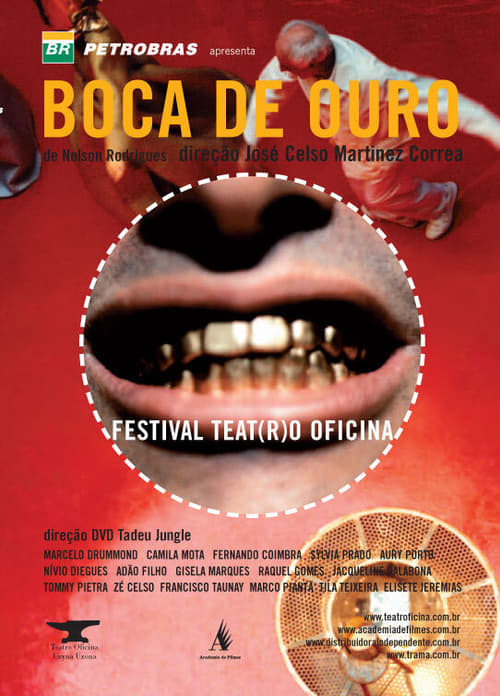 BR PETROBRAS apresenta
BOCA DE OURO
de Nelson Rodrigues direção José Celso Martinez Correa
FESTIVAL TEAT(R)O OFICINA
direção DVD Tadeu Jungle
MARCELO DRUMMOND CAMILA MOTA FERNANDO COIMBRA SYLVIA PRADO AURY PORTO
NÍVIO DIEGUES ADÃO FILHO GISELA MARQUES RAQUEL GOMES JACQUELINE DALABONA
TOMMY PIETRA ZÉ CELSO FRANCISCO TAUNAY MARCO PIANTÃ TILA TEIXEIRA ELISETE JEREMIAS
www.teatroficina.com.br
www.academiadefilmes.com.br
www.distribuidoraindependente.com.br
www.trama.com.br
Teatro Oficina
Uzyna Uzona
Academia de Filmes